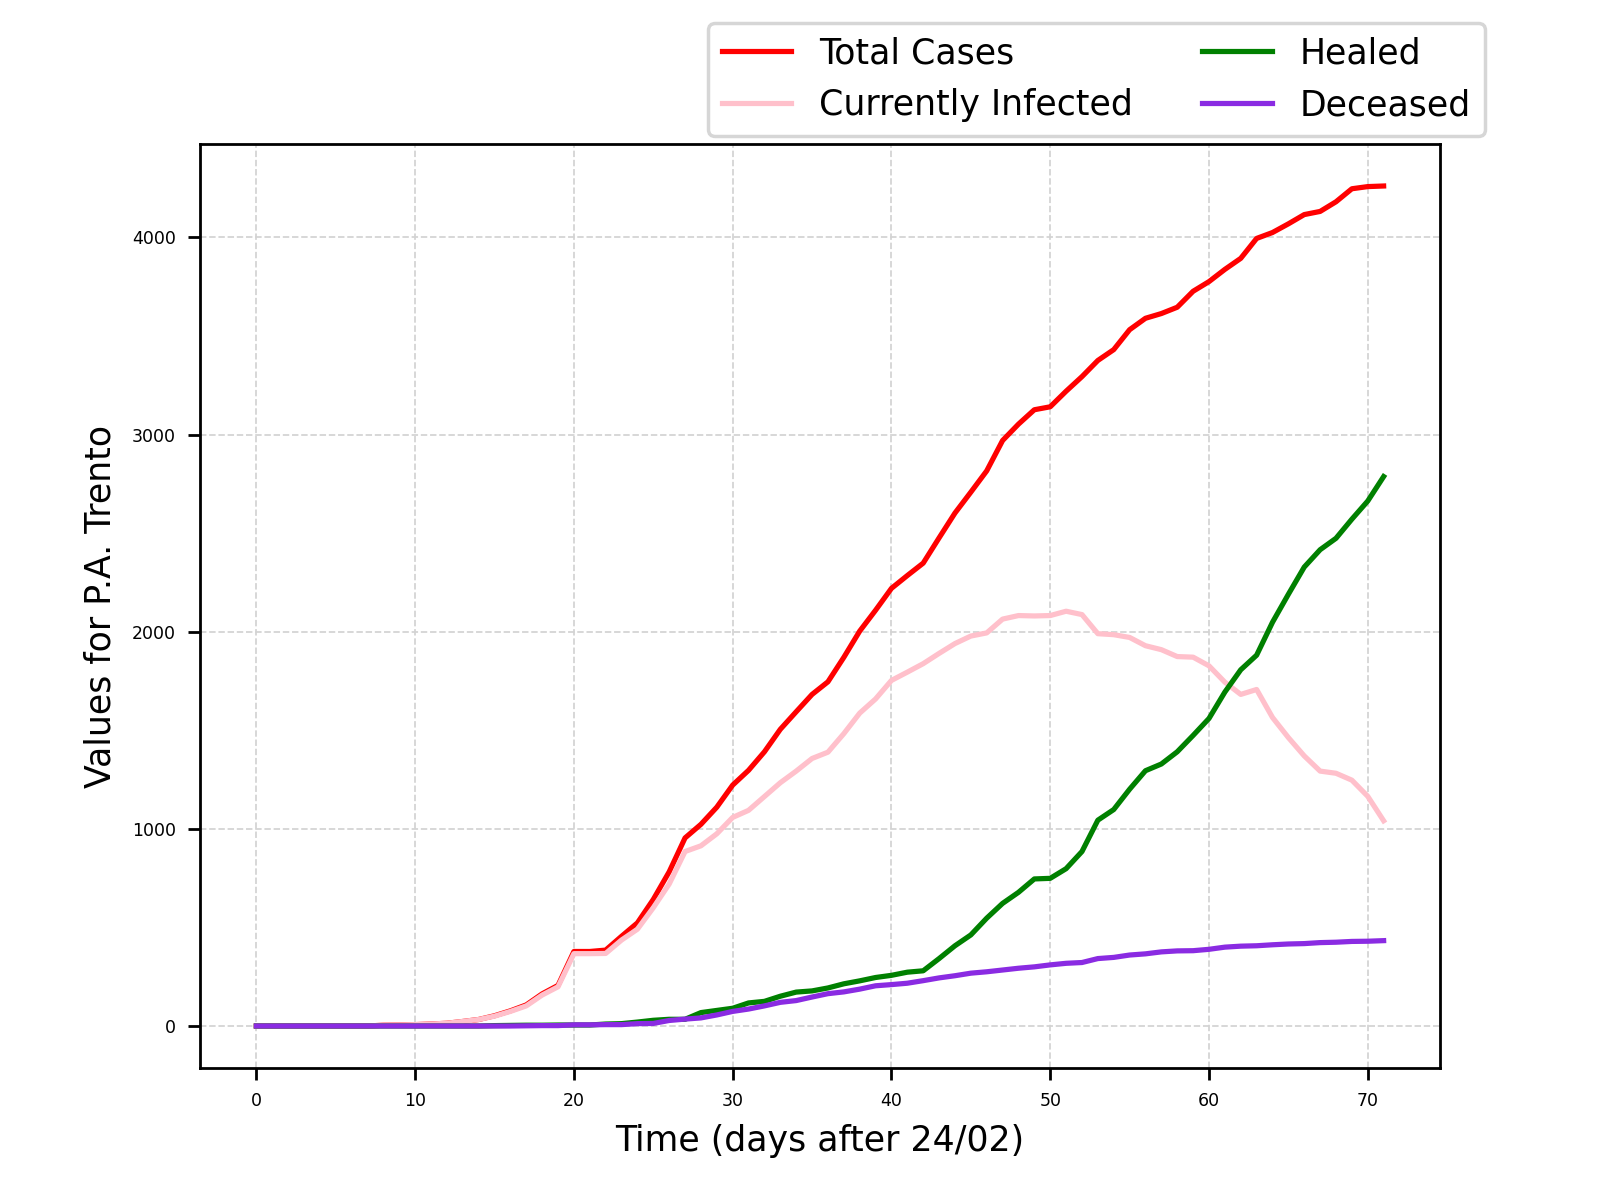 Total Cases
Currently Infected
Healed
Deceased
Values for P.A. Trento
4000
3000
2000
1000
0
0 10 20 30 40 50 60 70
Time (days after 24/02)